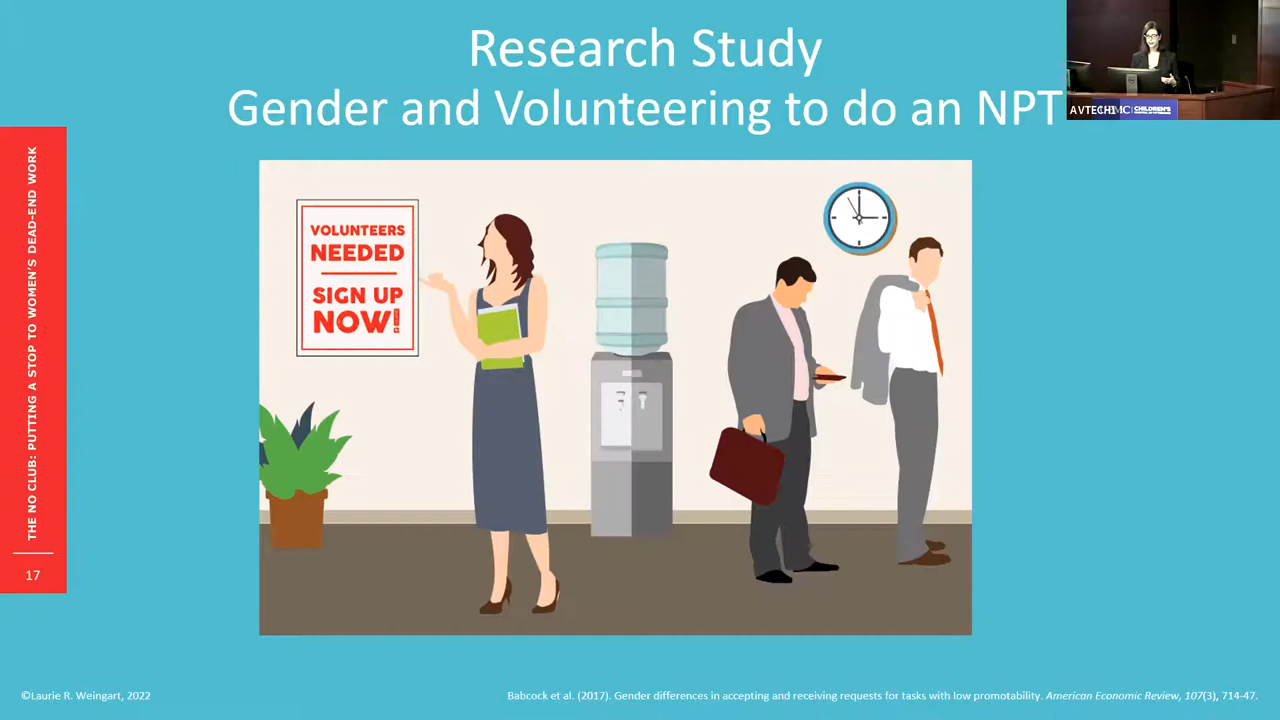 Research Study
Gender and Volunteering to do an NPT
AVTECH
CHILDREN'S
THE NO CLUB: PUTTING A STOP TO WOMEN'S DEAD-END WORK
17
VOLUNTEERS
NEEDED
SIGN UP
NOW!
©Laurie R. Weingart, 2022
Babcock et al. (2017). Gender differences in accepting and receiving requests for tasks with low promotability. American Economic Review, 107(3), 714-47.